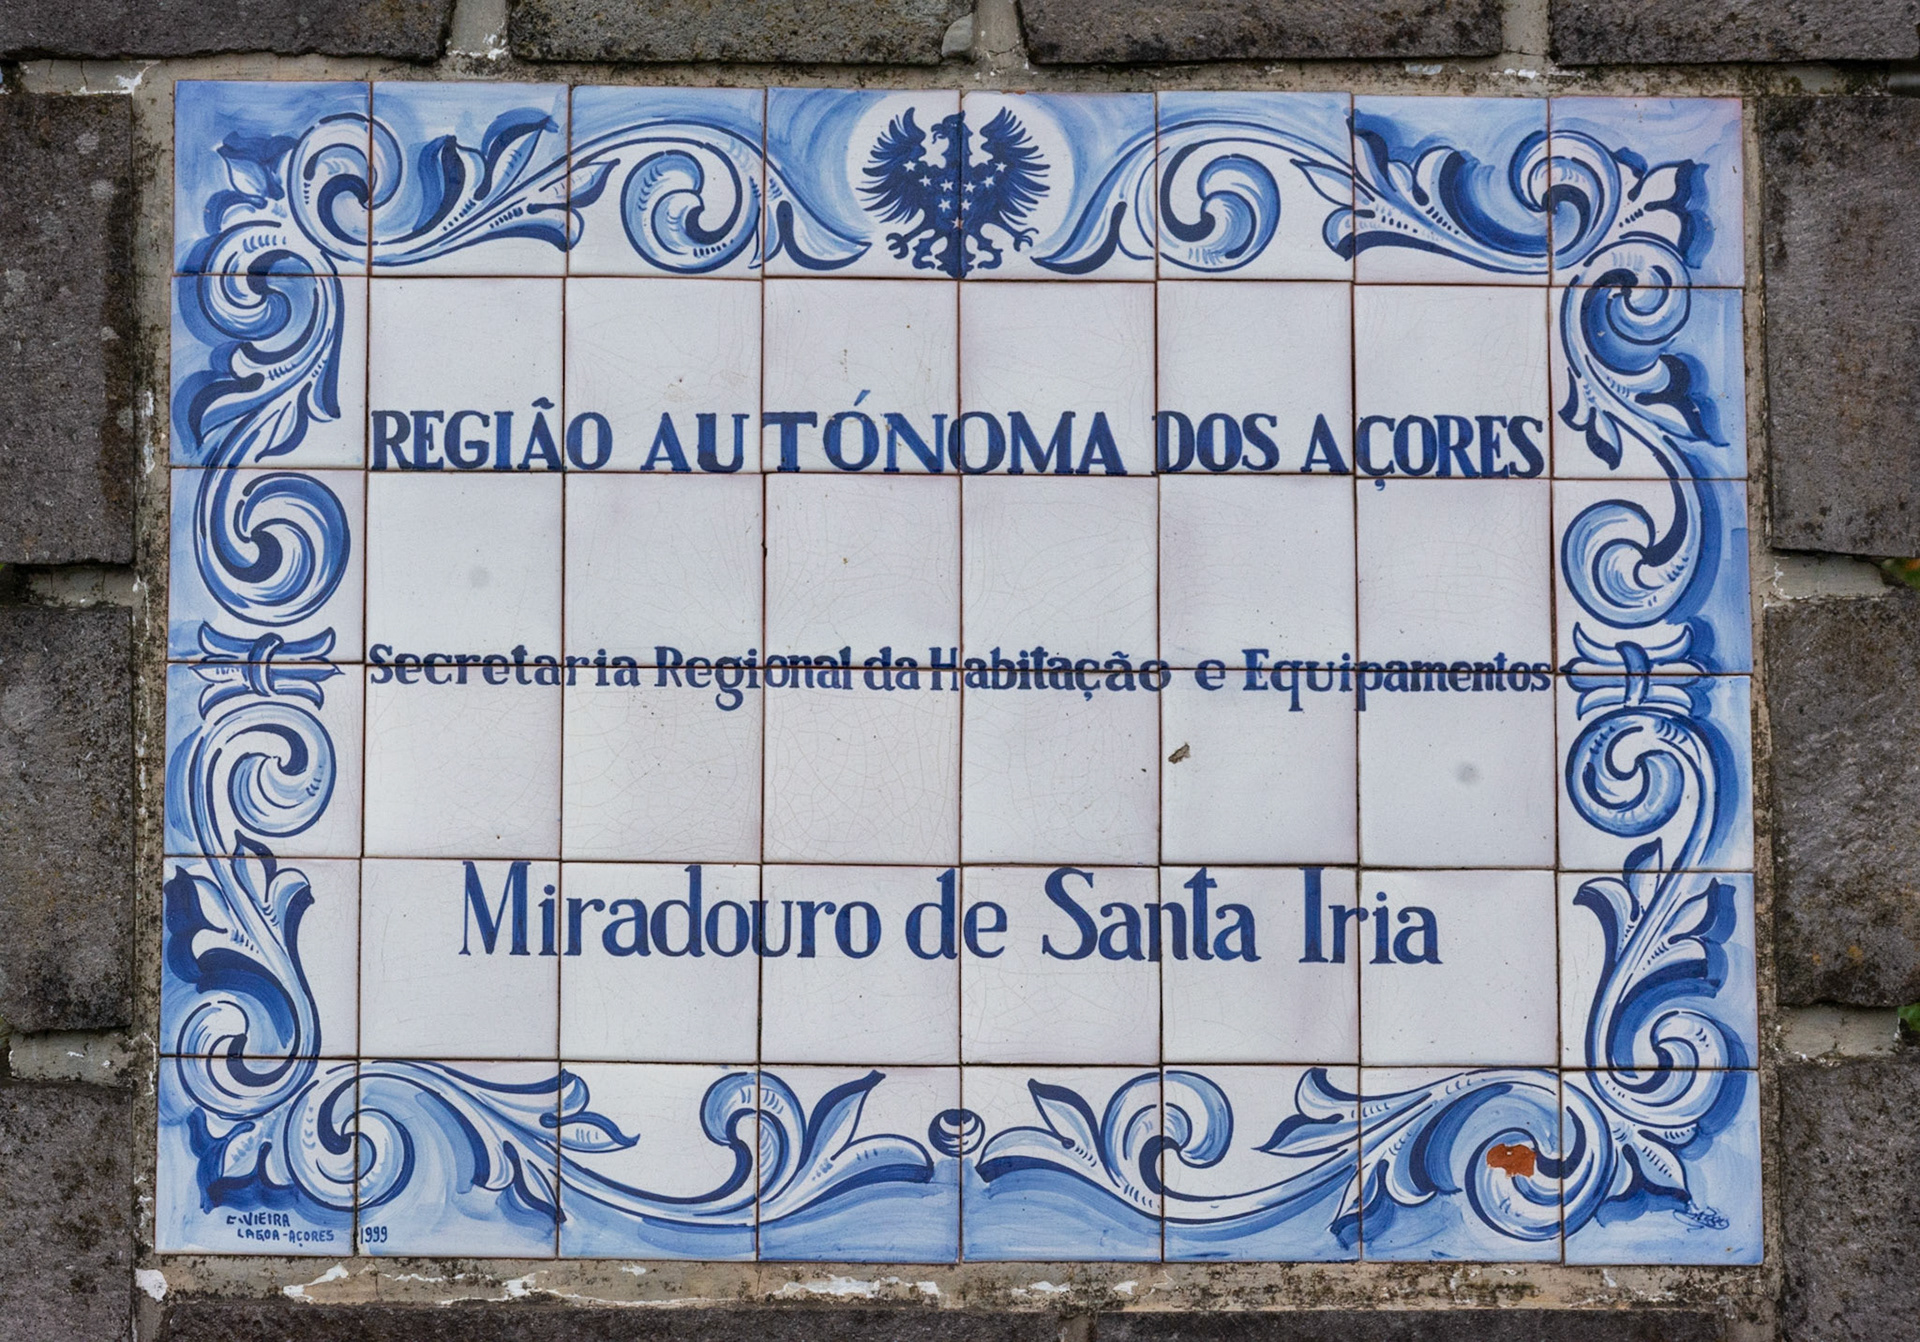 REGIÃO AUTÓNOMA DOS AÇORES
Secretaria Regional da Habitação e Equipamentos
Miradouro de Santa Iria
C. VIEIRA
LAGOA-AÇORES 1999